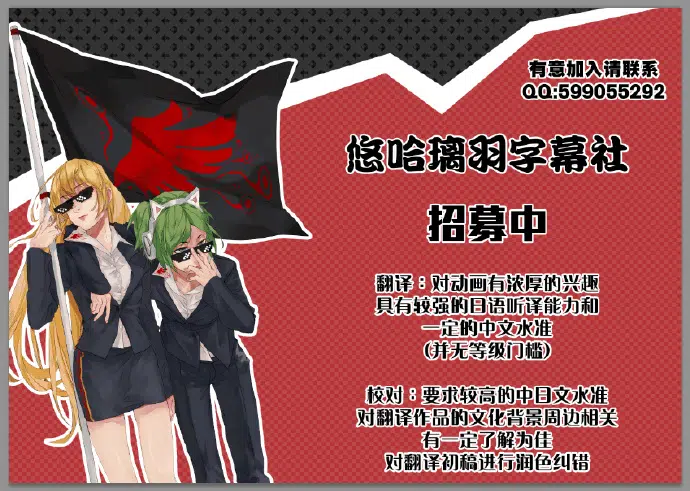 有意加入请联系
QQ:599055292
悠哈璃羽字幕社
招募中
翻译：对动画有浓厚的兴趣
具有较强的日语听译能力和
一定的中文水准
(并无等级门槛)
校对：要求较高的中日文水准
对翻译作品的文化背景周边相关
有一定了解为佳
对翻译初稿进行润色纠错